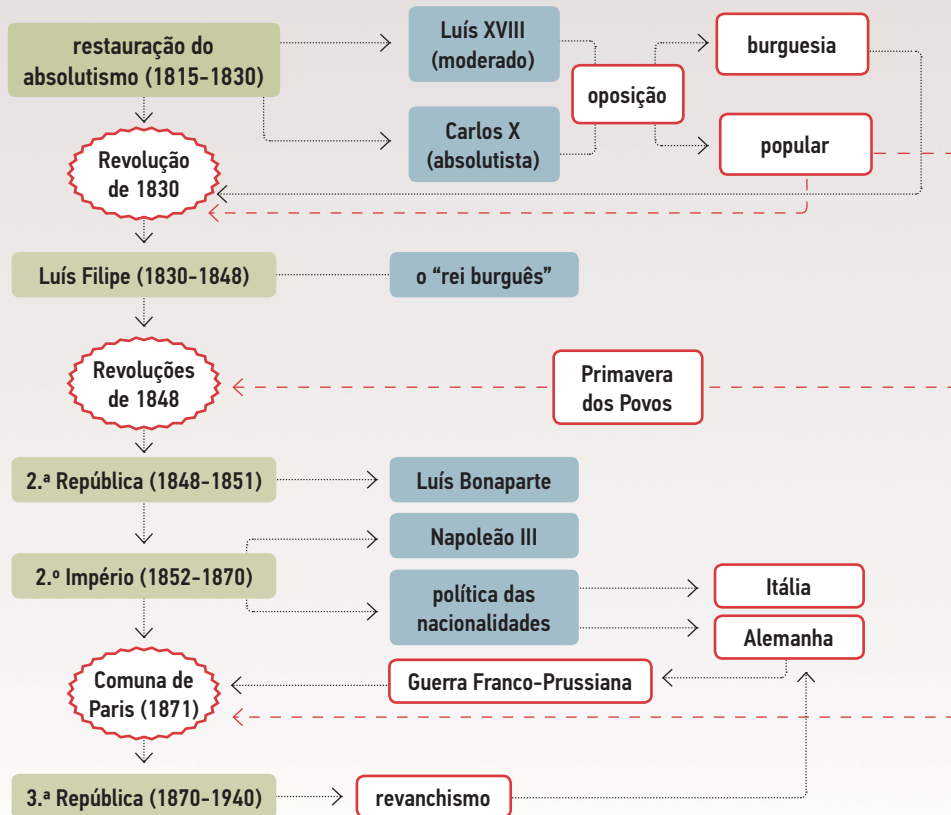 restauração do
absolutismo (1815-1830)
Luís XVIII
(moderado)
burguesia
oposição
Carlos X
(absolutista)
popular
Revolução
de 1830
Luís Filipe (1830-1848)
o “rei burguês”
Revoluções
de 1848
Primavera
dos Povos
2.ª República (1848-1851)
Luís Bonaparte
Napoleão III
2.º Império (1852-1870)
política das
nacionalidades
Itália
Alemanha
Comuna de
Paris (1871)
Guerra Franco-Prussiana
3.ª República (1870-1940)
revanchismo